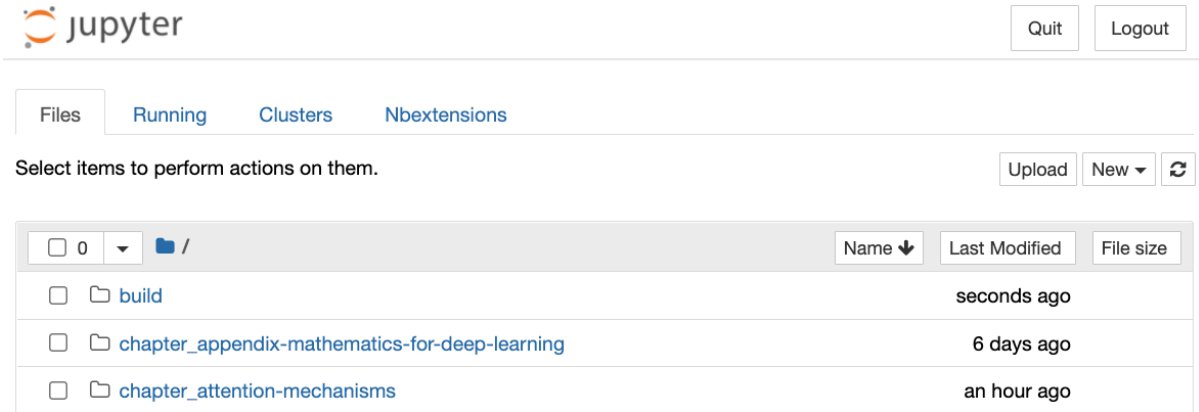 jupyter
Quit Logout
Files Running Clusters Nbextensions
Select items to perform actions on them.
Upload New
0 / Name Last Modified File size
build seconds ago
chapter_appendix-mathematics-for-deep-learning 6 days ago
chapter_attention-mechanisms an hour ago